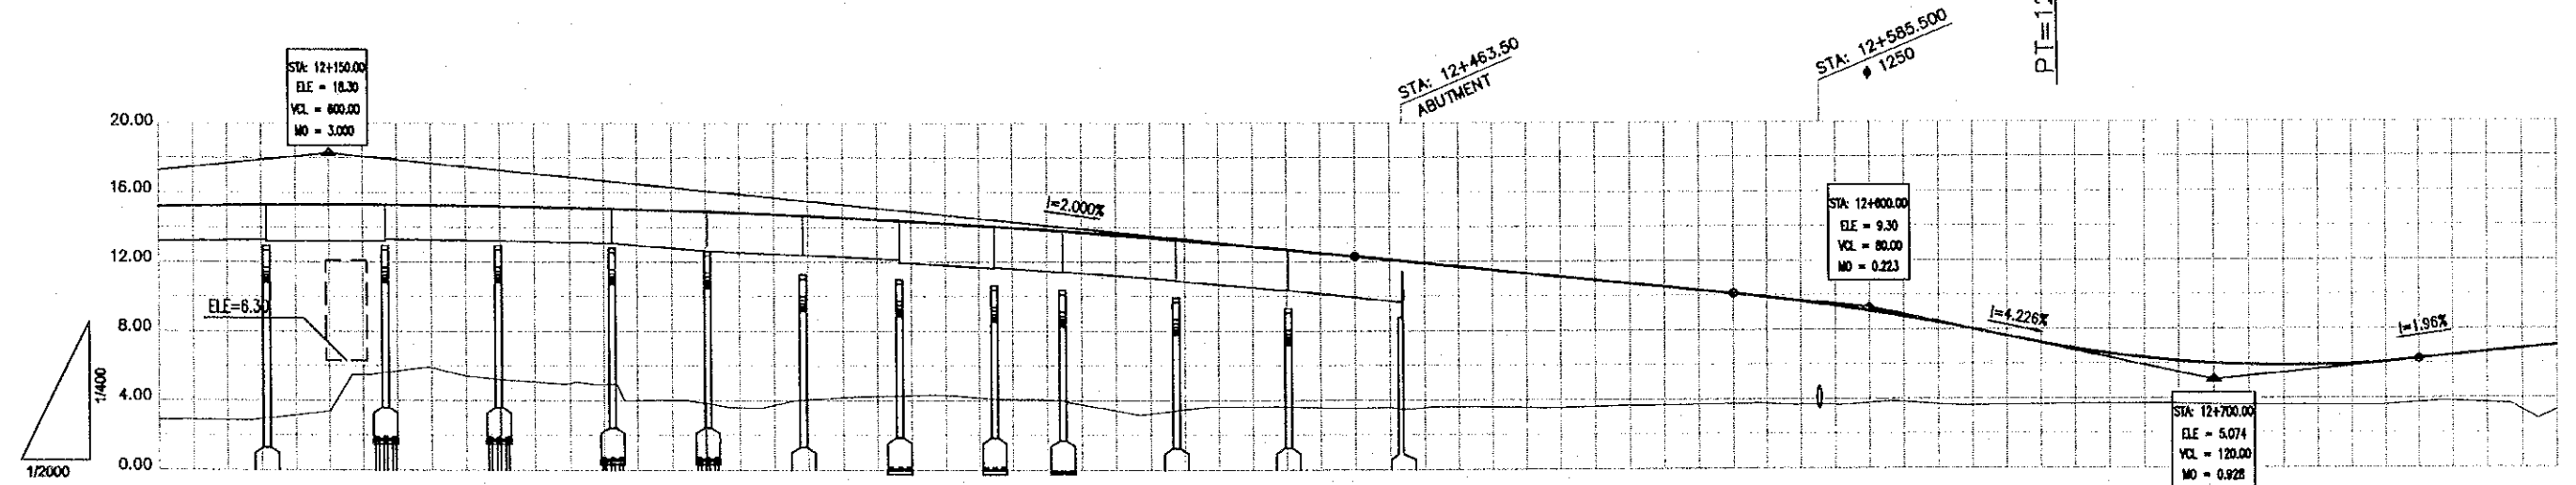 PT=12
STA: 12+585.500
⌀ 1250
STA: 12+463.50
ABUTMENT
STA: 12+150.00
ELE = 18.30
VCL = 600.00
MO = 3.000
20.00
16.00
12.00
8.00
4.00
0.00
I=2.000%
STA: 12+600.00
ELE = 9.30
VCL = 80.00
MO = 0.223
ELE=6.30
I=4.226%
I=1.96%
1/400
1/2000
STA: 12+700.00
ELE = 5.074
VCL = 120.00
MO = 0.928